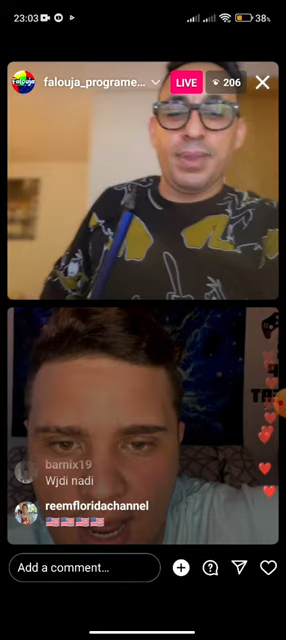 23:03
38%
falouja_programe...
LIVE
206
barnix19
Wjdi nadi
reemfloridachannel
🇺🇸🇺🇸🇺🇸🇺🇸
Add a comment...